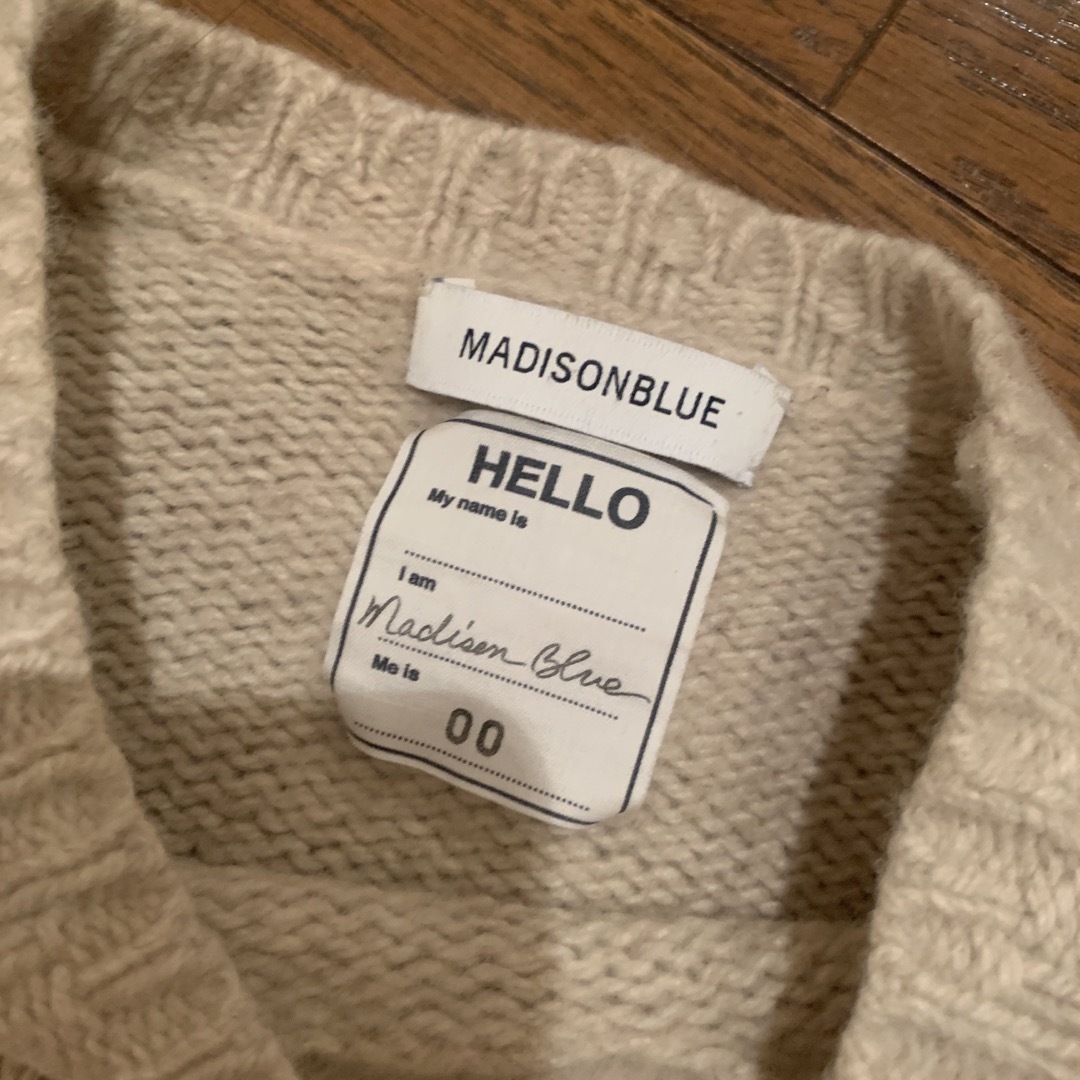 MADISONBLUE
HELLO
My name is
I am
Madison Blue
Me is
00